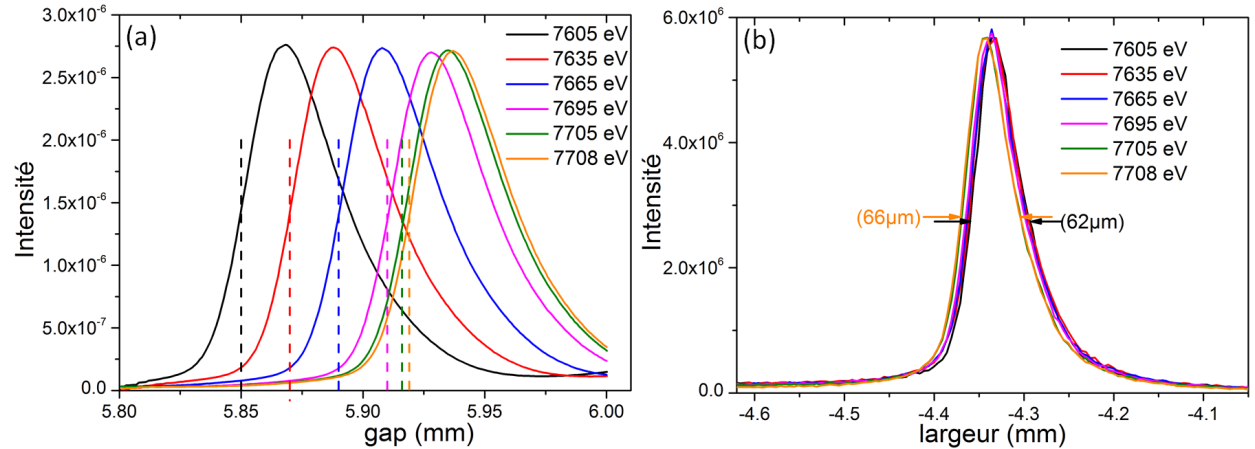 (a)
7605 eV
7635 eV
7665 eV
7695 eV
7705 eV
7708 eV
Intensité
3.0x10⁻⁶
2.5x10⁻⁶
2.0x10⁻⁶
1.5x10⁻⁶
1.0x10⁻⁶
5.0x10⁻⁷
0.0
5.80 5.85 5.90 5.95 6.00
gap (mm)
(b)
7605 eV
7635 eV
7665 eV
7695 eV
7705 eV
7708 eV
(66µm)
(62µm)
Intensité
6.0x10⁶
4.0x10⁶
2.0x10⁶
0.0
-4.6 -4.5 -4.4 -4.3 -4.2 -4.1
largeur (mm)